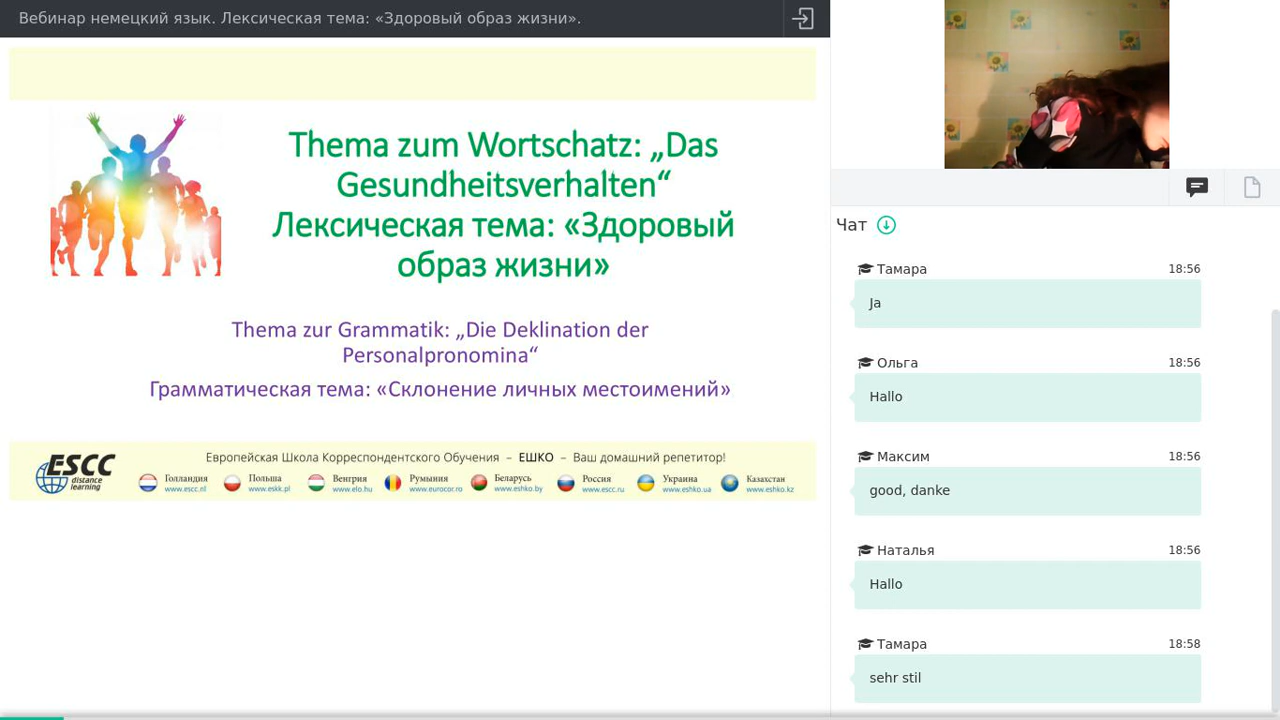 Вебинар немецкий язык. Лексическая тема: «Здоровый образ жизни».
Thema zum Wortschatz: „Das
Gesundheitsverhalten“
Лексическая тема: «Здоровый
образ жизни»
Thema zur Grammatik: „Die Deklination der
Personalpronomina“
Грамматическая тема: «Склонение личных местоимений»
ESCC
distance
learning
Европейская Школа Корреспондентского Обучения – ЕШКО – Ваш домашний репетитор!
Голландия
www.escc.nl
Польша
www.eskk.pl
Венгрия
www.elo.hu
Румыния
www.eurocor.ro
Беларусь
www.eshko.by
Россия
www.escc.ru
Украина
www.eshko.ua
Казахстан
www.eshko.kz
Чат
Тамара 18:56
Ja
Ольга 18:56
Hallo
Максим 18:56
good, danke
Наталья 18:56
Hallo
Тамара 18:58
sehr stil